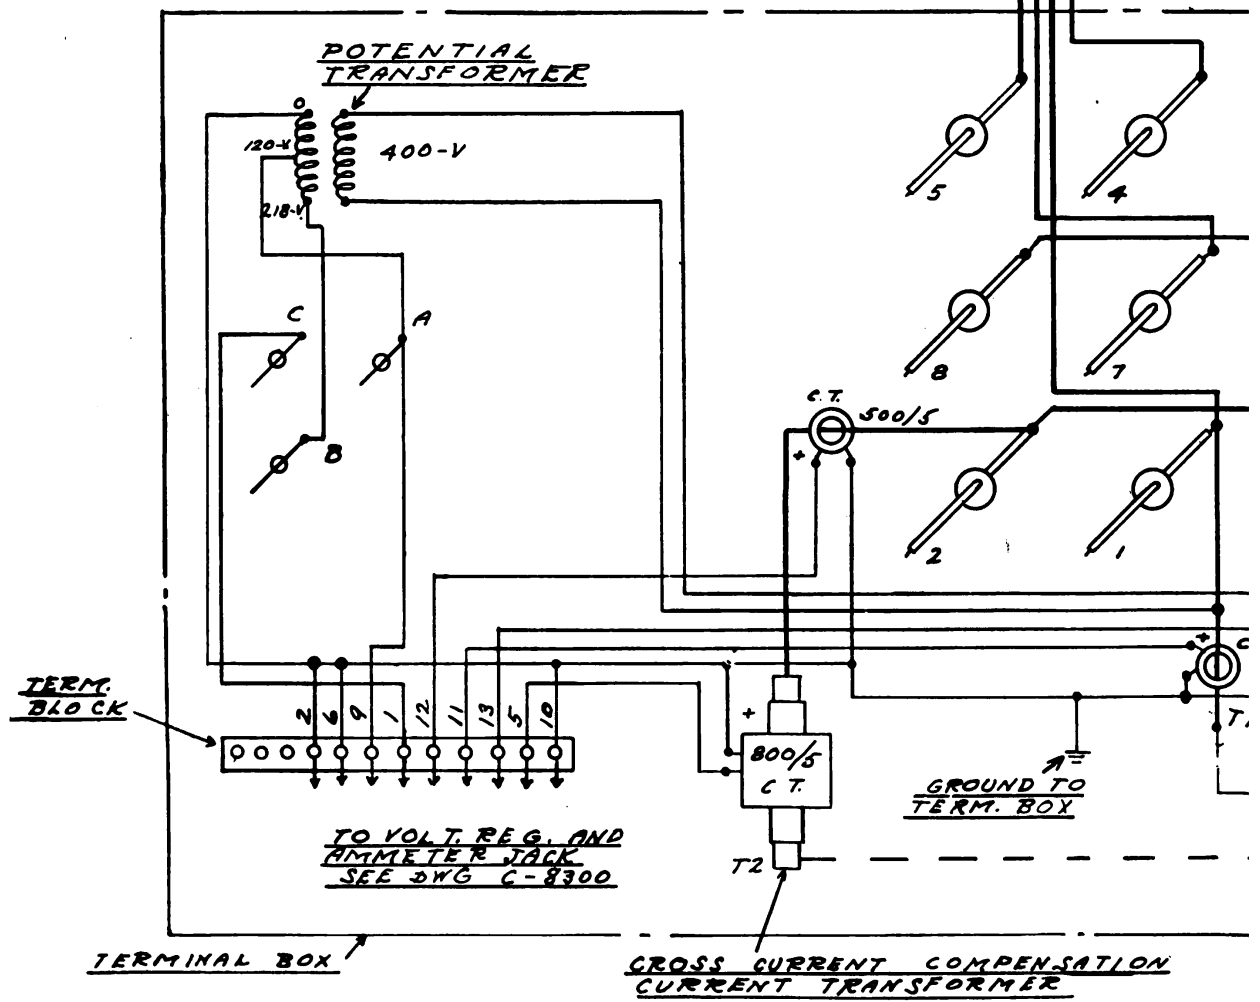 POTENTIAL
TRANSFORMER
O
120-V
400-V
218-V
5
4
8
7
C
A
B
C.T.
500/5
+
2
1
+
C
TERM.
BLOCK
2 6 9 1 12 11 13 5 10
+
800/5
C T.
T2
GROUND TO
TERM. BOX
TO VOLT. REG. AND
AMMETER JACK
SEE DWG C-8300
TERMINAL BOX
CROSS CURRENT COMPENSATION
CURRENT TRANSFORMER